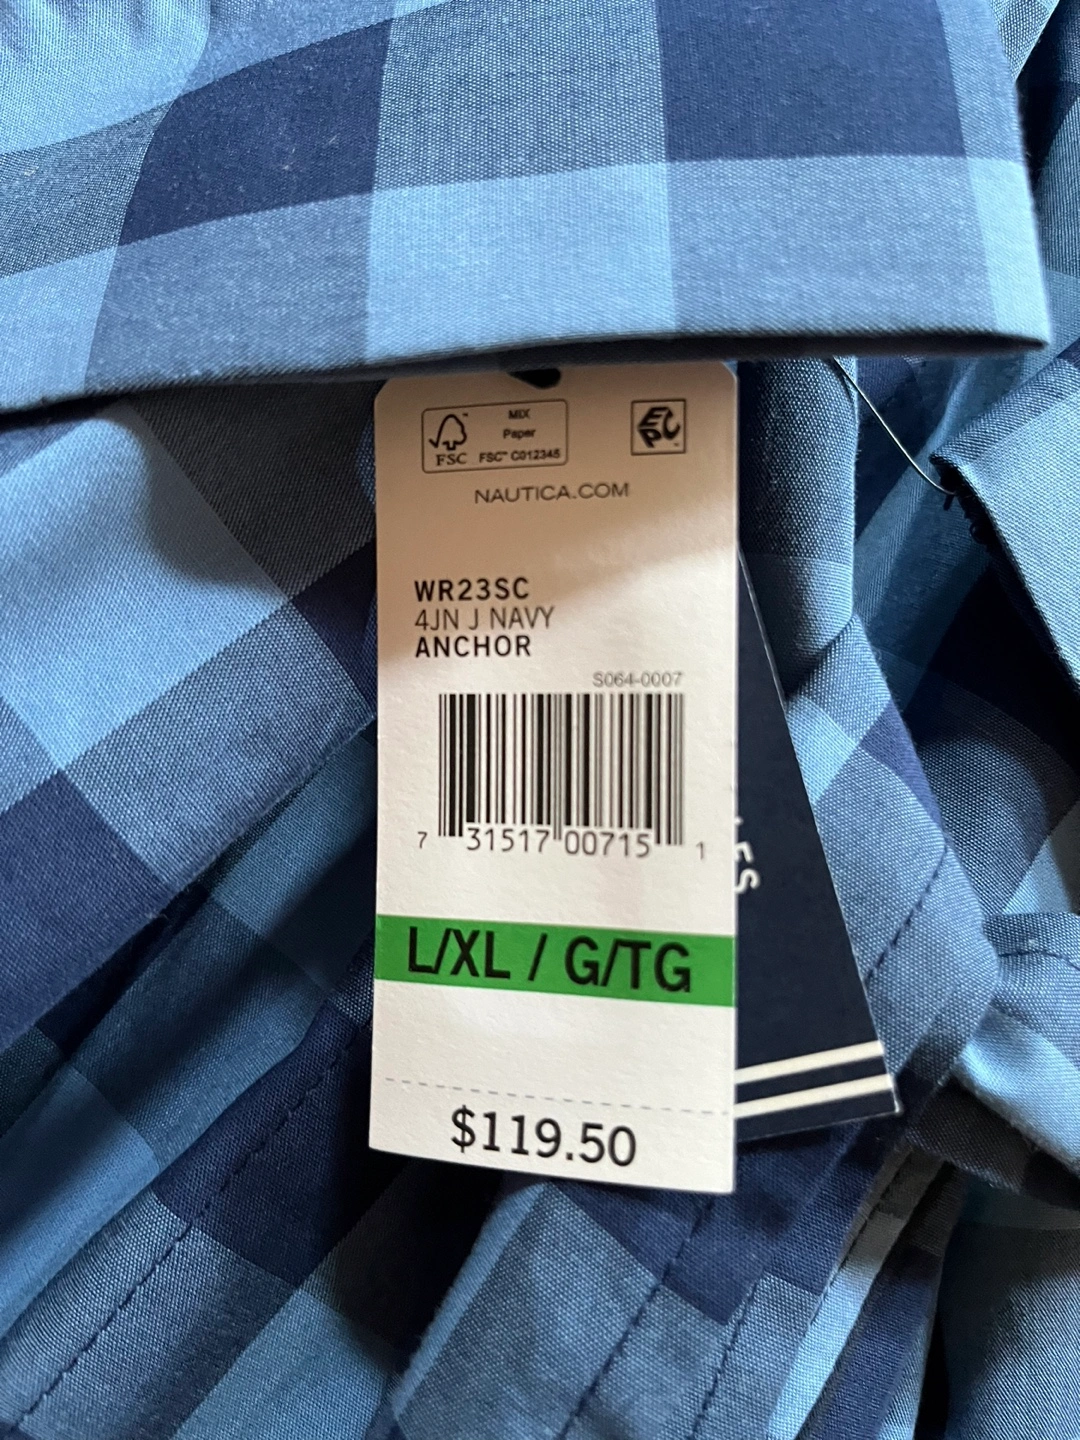 MIX
Paper
FSC™ C012345
FSC
EPC
NAUTICA.COM
WR23SC
4JN J NAVY
ANCHOR
S064-0007
7 31517 00715 1
L/XL / G/TG
$119.50